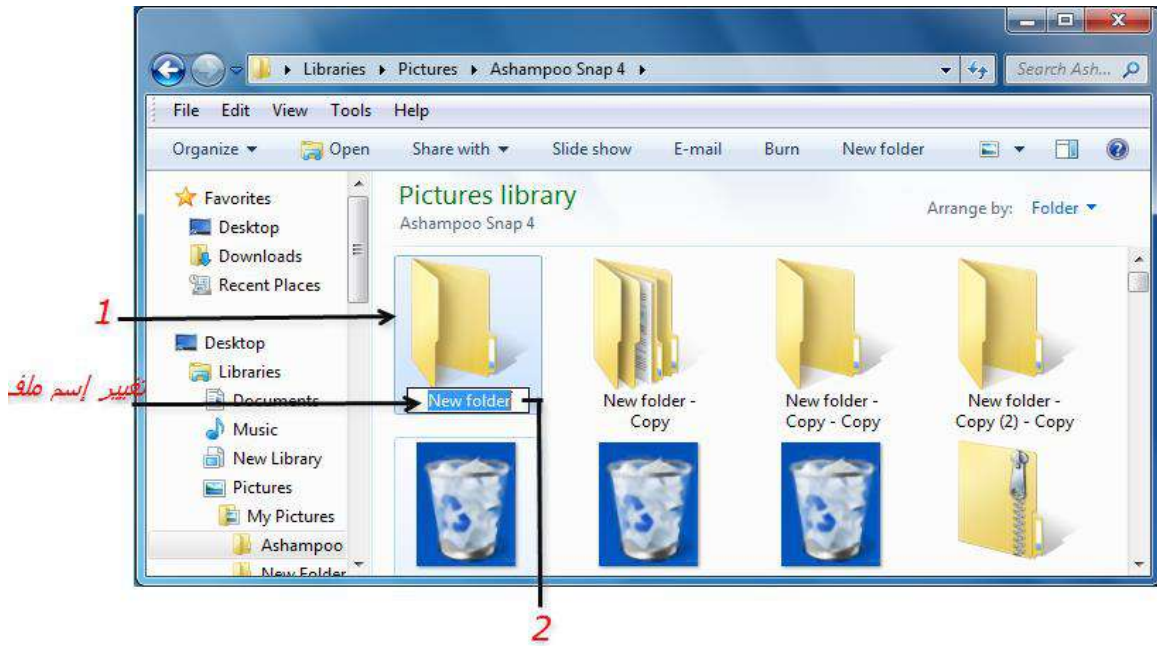 Libraries Pictures Ashampoo Snap 4
Search Ash...
File Edit View Tools Help
Organize Open Share with Slide show E-mail Burn New folder
Favorites
Desktop
Downloads
Recent Places
Desktop
Libraries
Documents
Music
New Library
Pictures
My Pictures
Ashampoo
New Folder
Pictures library
Ashampoo Snap 4
Arrange by: Folder
New folder
New folder -
Copy
New folder -
Copy - Copy
New folder -
Copy (2) - Copy
1
تغيير إسم ملف
2